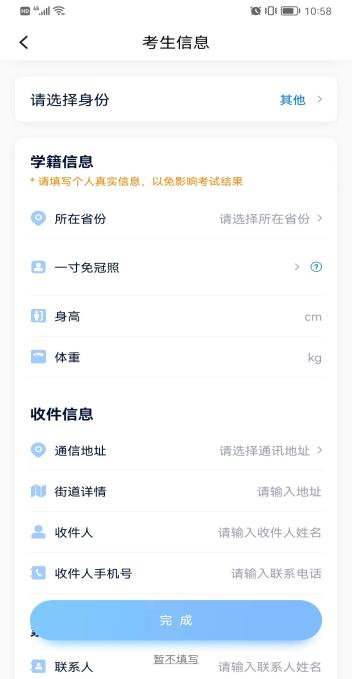 HD 4G 10:58
考生信息
请选择身份 其他
学籍信息
* 请填写个人真实信息，以免影响考试结果
所在省份 请选择所在省份
一寸免冠照
身高 cm
体重 kg
收件信息
通信地址 请选择通讯地址
街道详情 请输入地址
收件人 请输入收件人姓名
收件人手机号 请输入联系电话
完成
暂不填写
联系人 请输入联系人姓名